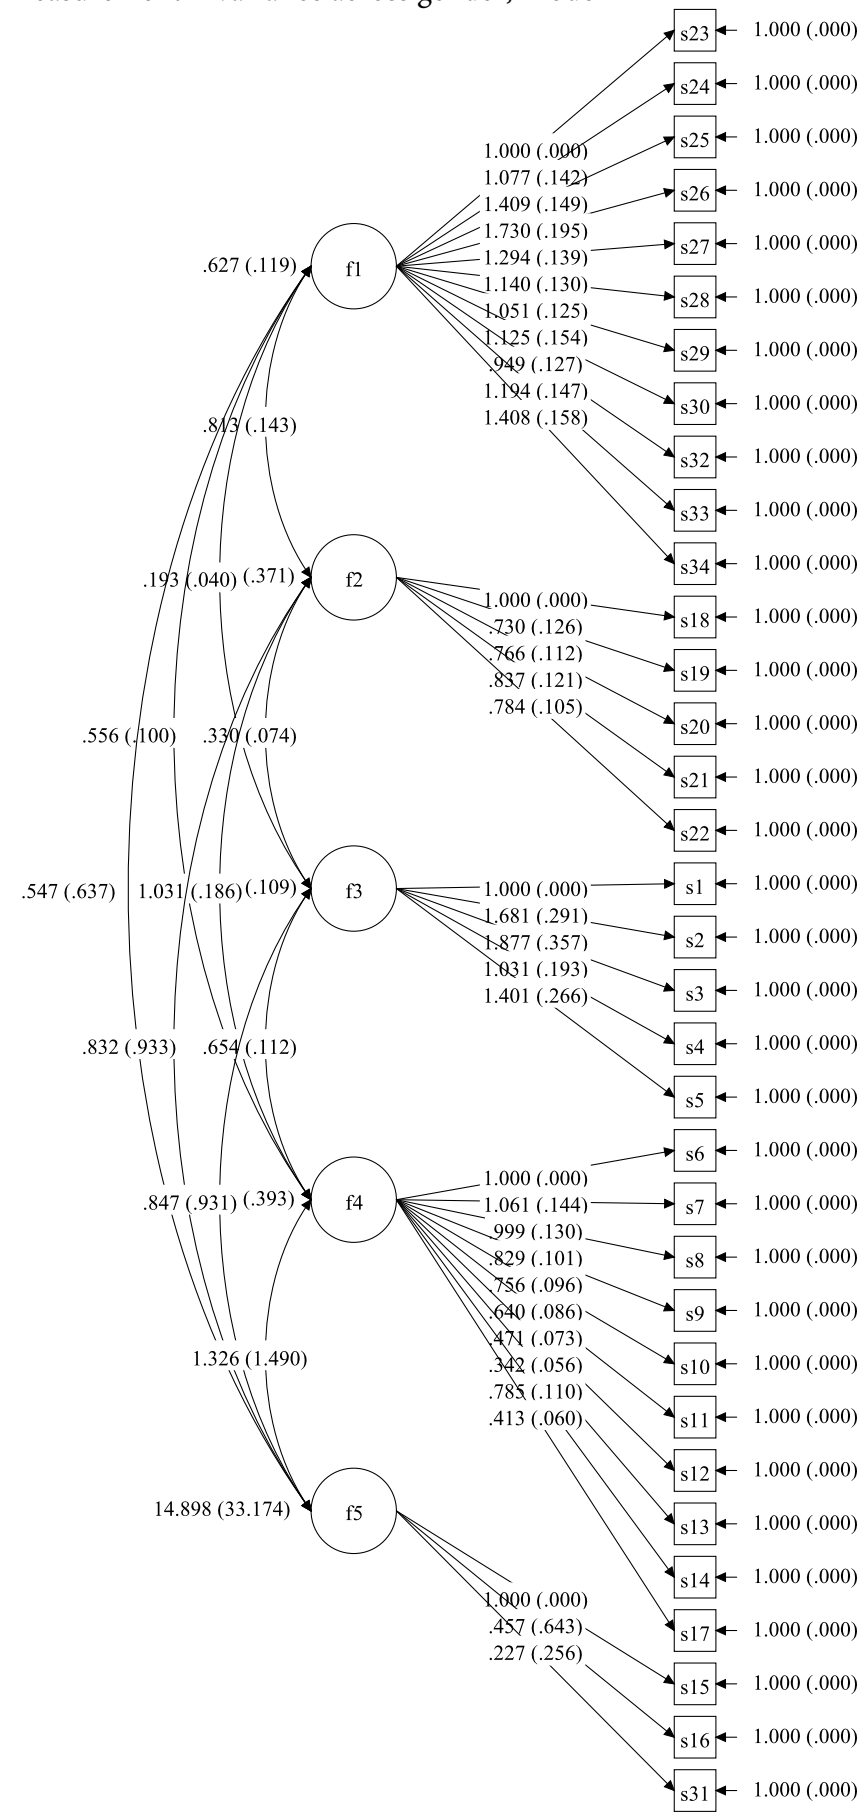 s23 1.000 (.000)
s24 1.000 (.000)
s25 1.000 (.000)
1.000 (.000)
1.077 (.142)
s26 1.000 (.000)
1.409 (.149)
1.730 (.195)
s27 1.000 (.000)
1.294 (.139)
.627 (.119) f1
1.140 (.130)
s28 1.000 (.000)
1.051 (.125)
1.125 (.154)
s29 1.000 (.000)
.949 (.127)
1.194 (.147)
s30 1.000 (.000)
1.408 (.158)
.813 (.143)
s32 1.000 (.000)
s33 1.000 (.000)
s34 1.000 (.000)
.193 (.040) (.371) f2
1.000 (.000)
s18 1.000 (.000)
.730 (.126)
.766 (.112)
s19 1.000 (.000)
.837 (.121)
.784 (.105)
s20 1.000 (.000)
.556 (.100) .330 (.074)
s21 1.000 (.000)
s22 1.000 (.000)
.547 (.637) 1.031 (.186) (.109) f3
1.000 (.000)
s1 1.000 (.000)
1.681 (.291)
s2 1.000 (.000)
1.877 (.357)
1.031 (.193)
s3 1.000 (.000)
1.401 (.266)
s4 1.000 (.000)
.832 (.933) .654 (.112)
s5 1.000 (.000)
s6 1.000 (.000)
1.000 (.000)
.847 (.931) (.393) f4
1.061 (.144)
s7 1.000 (.000)
.999 (.130)
s8 1.000 (.000)
.829 (.101)
.756 (.096)
s9 1.000 (.000)
.640 (.086)
.471 (.073)
1.326 (1.490)
.342 (.056)
s10 1.000 (.000)
.785 (.110)
.413 (.060)
s11 1.000 (.000)
s12 1.000 (.000)
14.898 (33.174) f5
s13 1.000 (.000)
s14 1.000 (.000)
1.000 (.000)
.457 (.643)
s17 1.000 (.000)
.227 (.256)
s15 1.000 (.000)
s16 1.000 (.000)
s31 1.000 (.000)